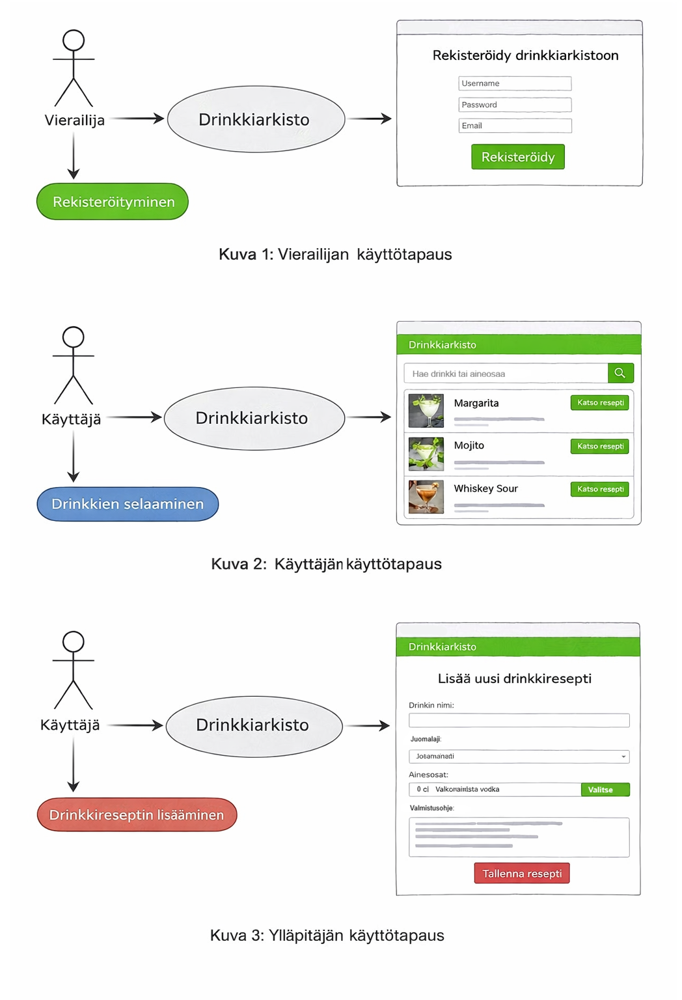 Vierailija
Drinkkiarkisto
Rekisteröityminen
Rekisteröidy drinkkiarkistoon
Username
Password
Email
Rekisteröidy
Kuva 1: Vierailijan käyttötapaus
Käyttäjä
Drinkkiarkisto
Drinkkien selaaminen
Drinkkiarkisto
Hae drinkki tai aineosaa
Margarita
Katso resepti
Mojito
Katso resepti
Whiskey Sour
Katso resepti
Kuva 2: Käyttäjän käyttötapaus
Käyttäjä
Drinkkiarkisto
Drinkkireseptin lisääminen
Drinkkiarkisto
Lisää uusi drinkkiresepti
Drinkin nimi:
Juomalaji:
Ainesosat:
0 cl vodka
Valitse
Valmistusohje:
Tallenna resepti
Kuva 3: Ylläpitäjän käyttötapaus